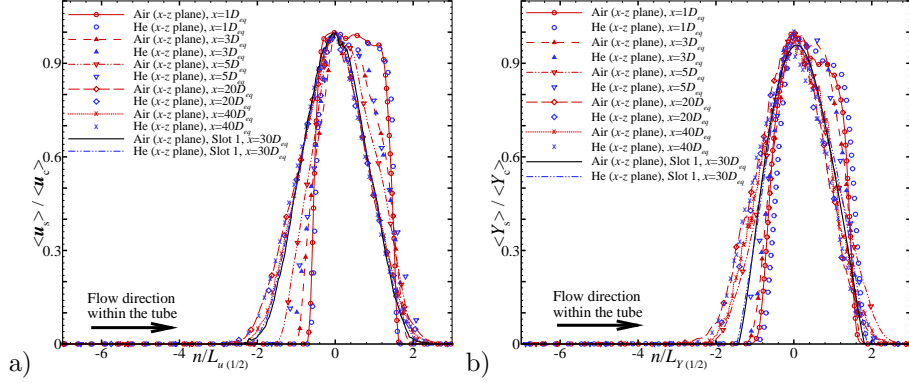 Air (x-z plane), x=1D_eq
He (x-z plane), x=1D_eq
Air (x-z plane), x=3D_eq
He (x-z plane), x=3D_eq
Air (x-z plane), x=5D_eq
He (x-z plane), x=5D_eq
Air (x-z plane), x=20D_eq
He (x-z plane), x=20D_eq
Air (x-z plane), x=40D_eq
He (x-z plane), x=40D_eq
Air (x-z plane), Slot 1, x=30D_eq
He (x-z plane), Slot 1, x=30D_eq
0.9
0.6
0.3
0
<u_s> / <u_c>
Flow direction
within the tube
-6
-4
-2
0
2
n/L_u (1/2)
a)
Air (x-z plane), x=1D_eq
He (x-z plane), x=1D_eq
Air (x-z plane), x=3D_eq
He (x-z plane), x=3D_eq
Air (x-z plane), x=5D_eq
He (x-z plane), x=5D_eq
Air (x-z plane), x=20D_eq
He (x-z plane), x=20D_eq
Air (x-z plane), x=40D_eq
He (x-z plane), x=40D_eq
Air (x-z plane), Slot 1, x=30D_eq
He (x-z plane), Slot 1, x=30D_eq
0.9
0.6
0.3
0
<Y_s> / <Y_c>
Flow direction
within the tube
-6
-4
-2
0
2
n/L_Y (1/2)
b)